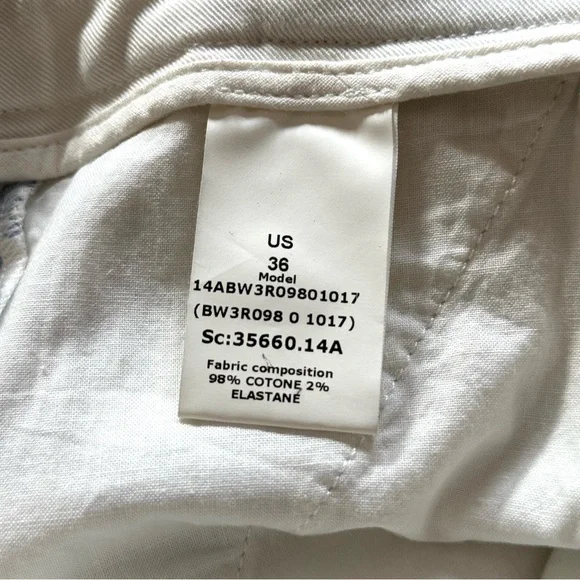 US
36
Model
14ABW3R09801017
(BW3R098 0 1017)
Sc:35660.14A
Fabric composition
98% COTONE 2%
ELASTANE